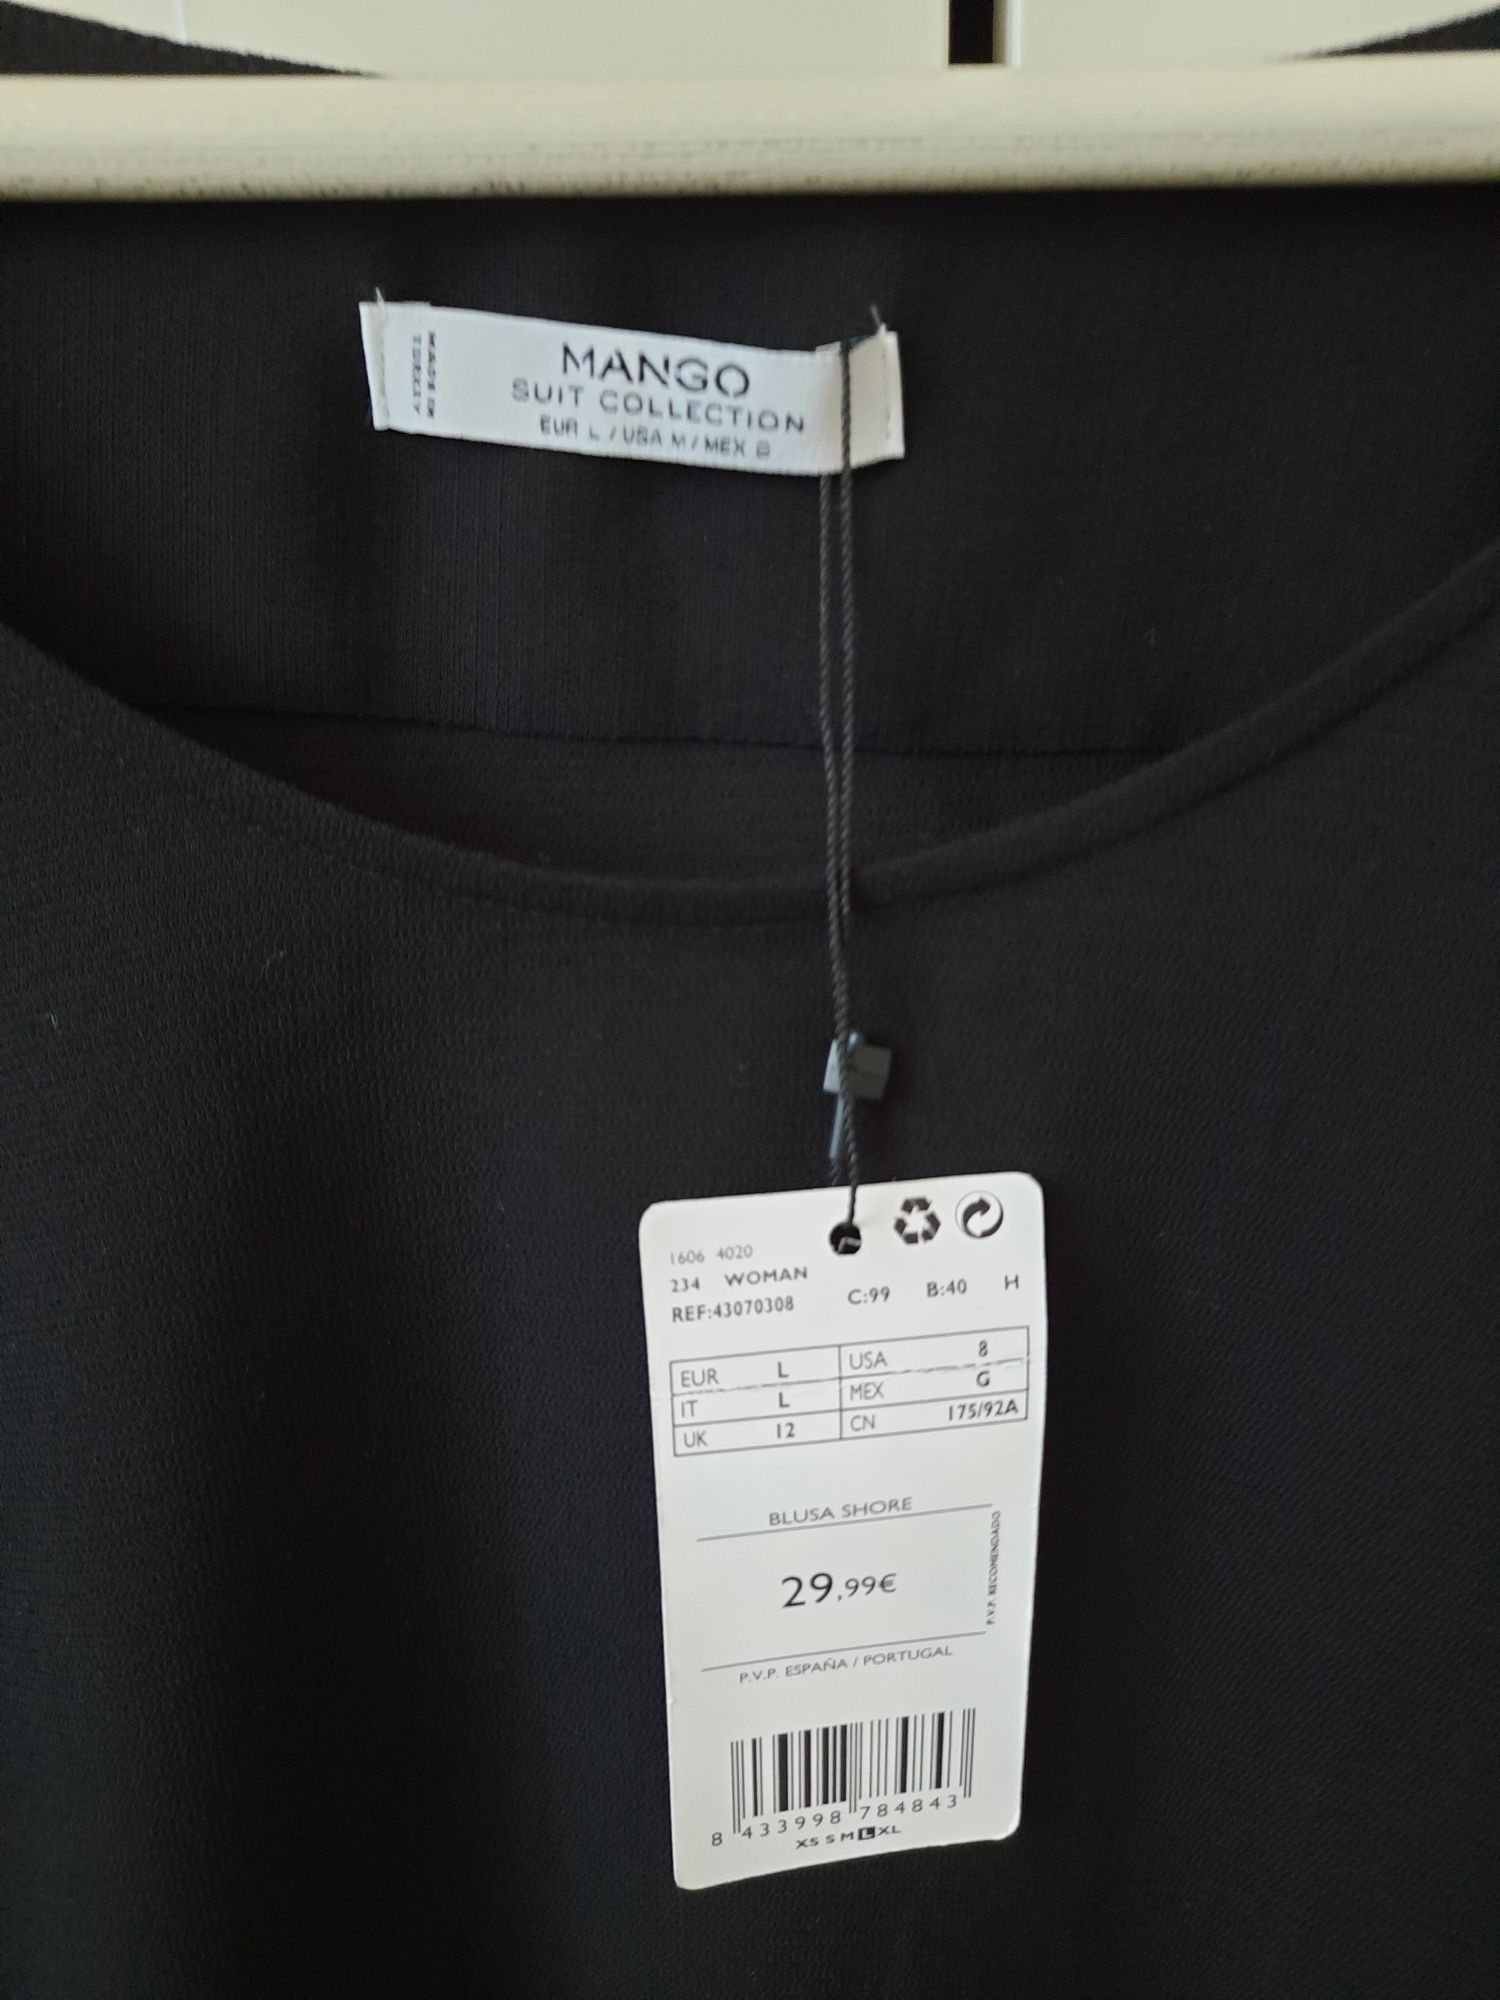 MANGO
SUIT COLLECTION
EUR L / USA M / MEX G
MADE IN
TURKEY
1606 4020
234 WOMAN
REF:43070308 C:99 B:40 H
EUR L USA 8
IT L MEX G
UK 12 CN 175/92A
BLUSA SHORE
29,99€
P.V.P. RECOMENDADO
P.V.P. ESPAÑA / PORTUGAL
8 433998 784843
XS S M L XL